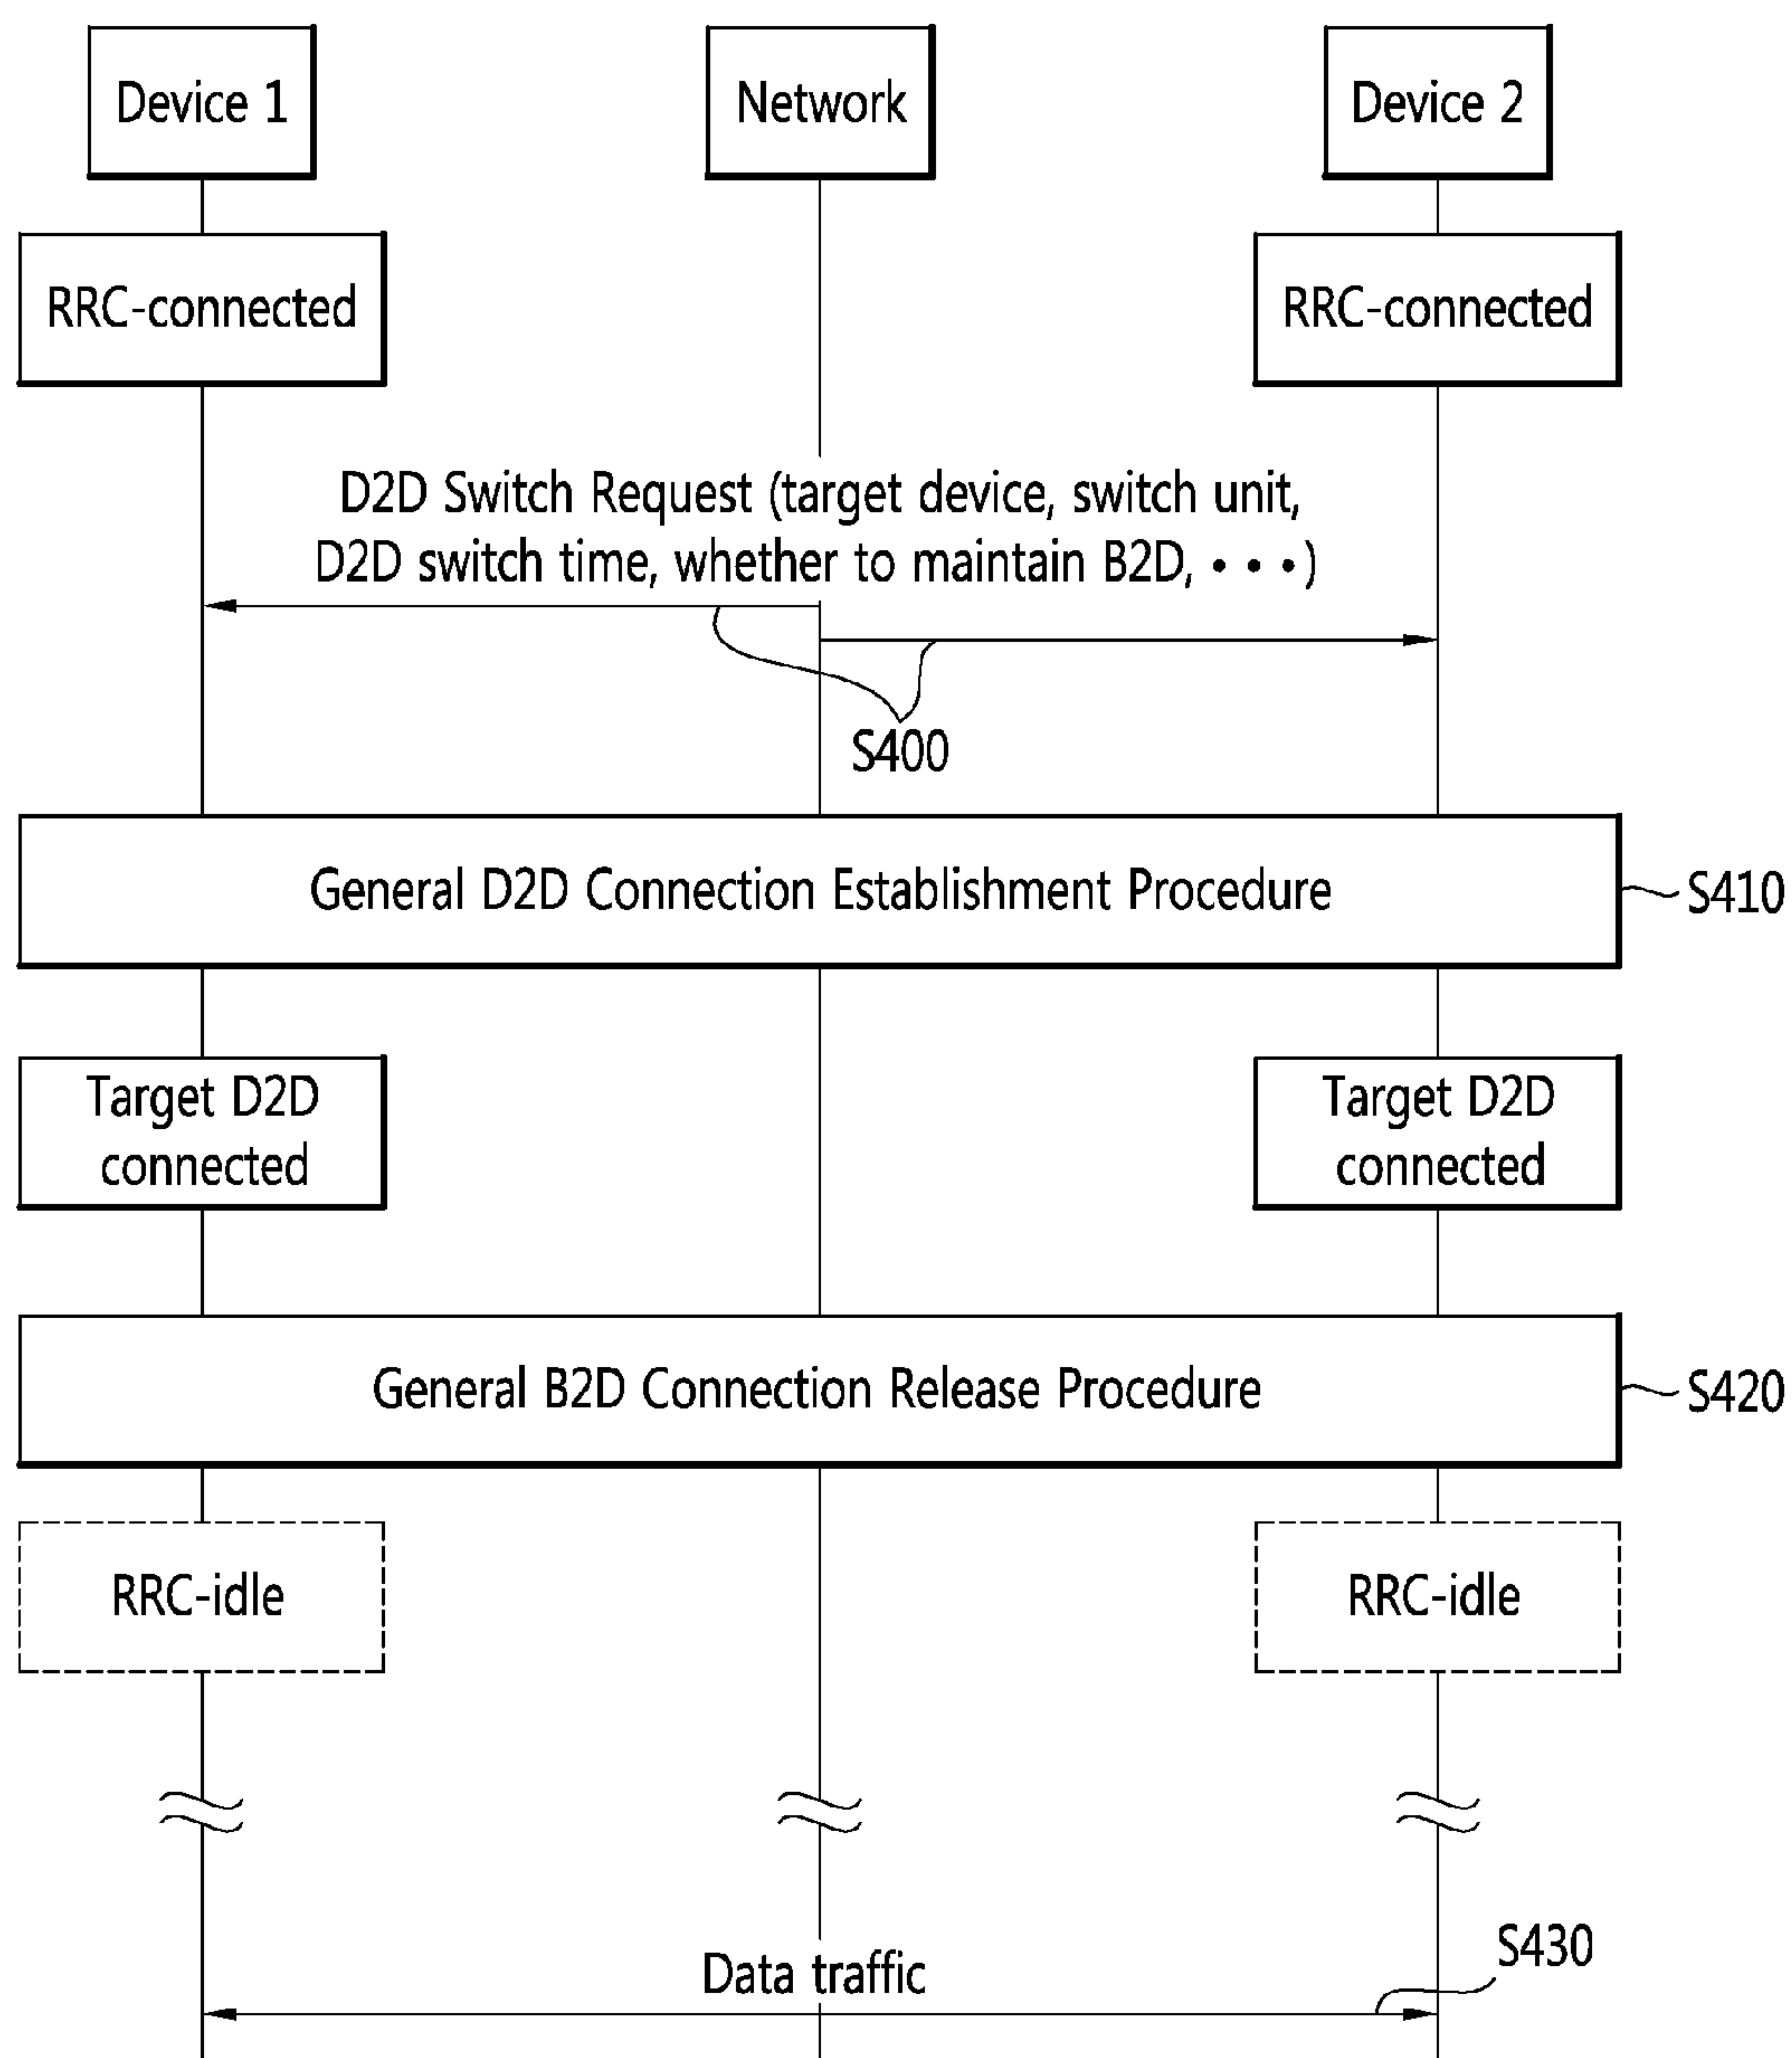 Device 1
Network
Device 2
RRC-connected
RRC-connected
D2D Switch Request (target device, switch unit,
D2D switch time, whether to maintain B2D, • • •)
S400
General D2D Connection Establishment Procedure
S410
Target D2D
connected
Target D2D
connected
General B2D Connection Release Procedure
S420
RRC-idle
RRC-idle
S430
Data traffic